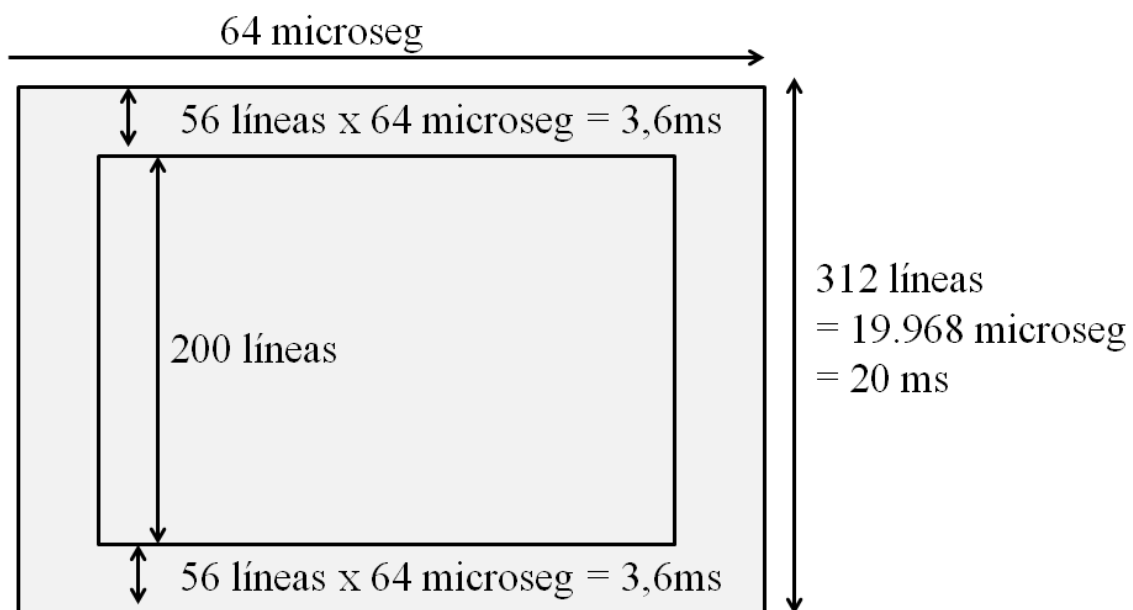 64 microseg
56 líneas x 64 microseg = 3,6ms
200 líneas
312 líneas
= 19.968 microseg
= 20 ms
56 líneas x 64 microseg = 3,6ms